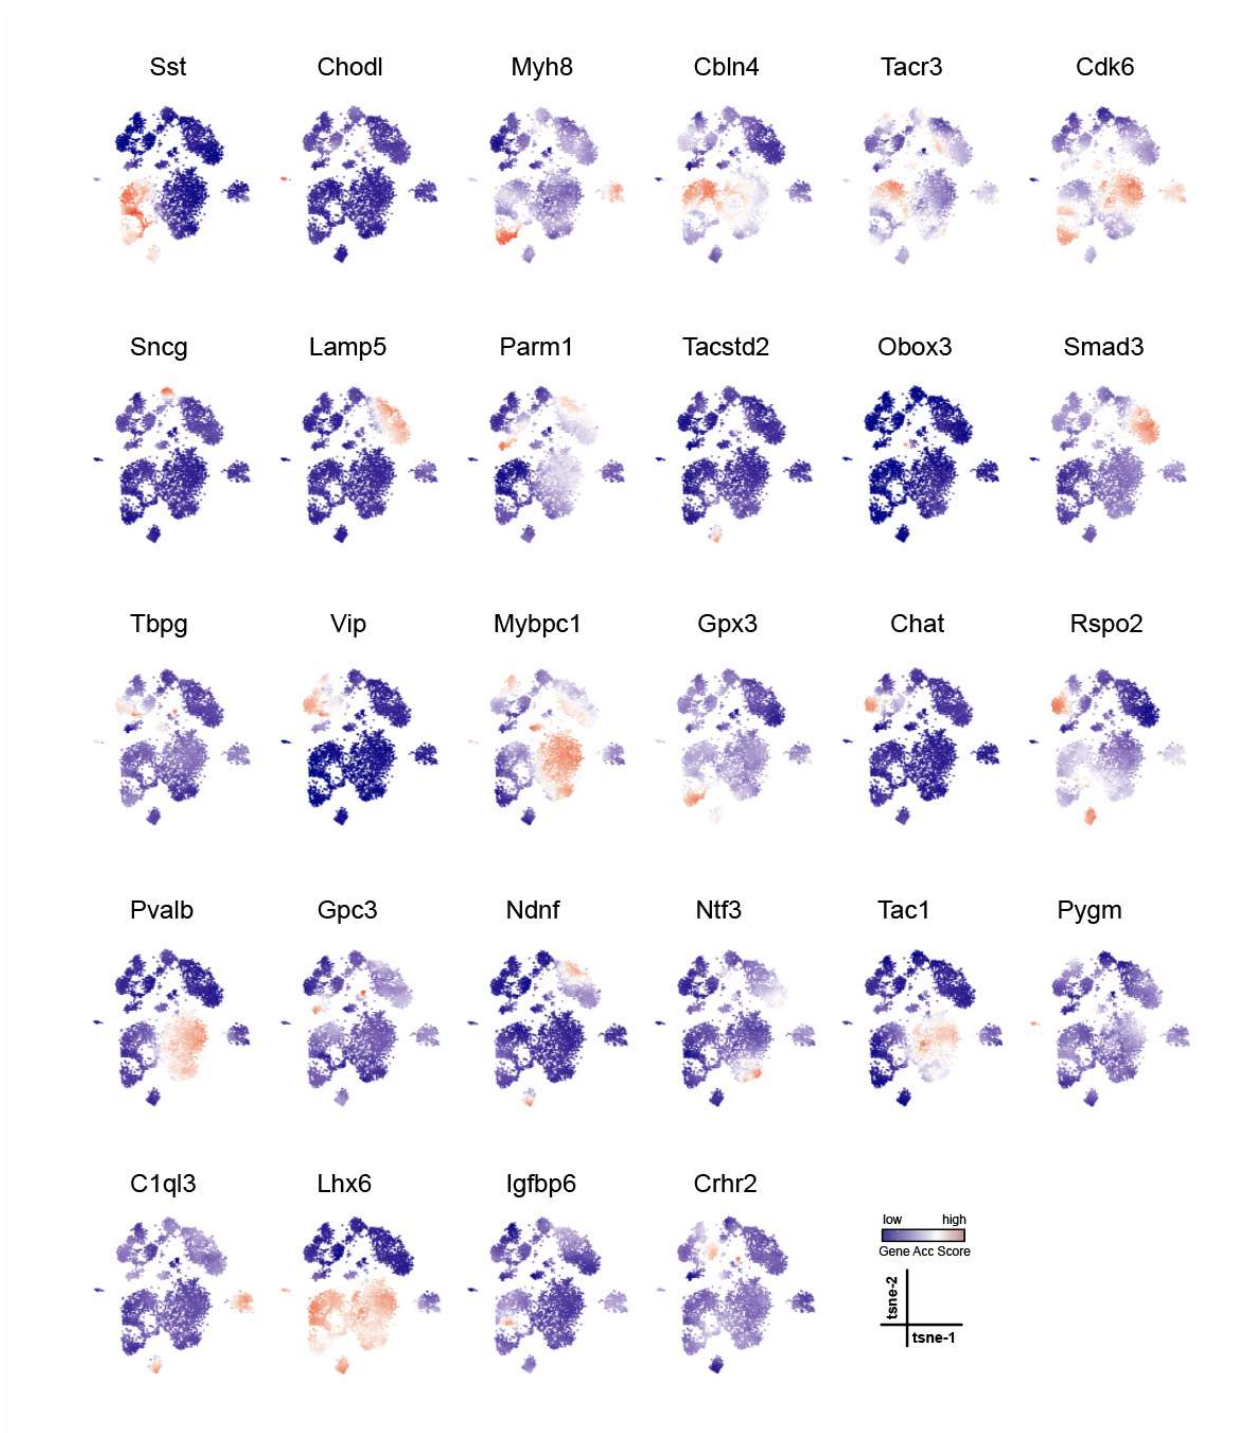 Sst Chodl Myh8 Cbln4 Tacr3 Cdk6
Sncg Lamp5 Parm1 Tacstd2 Obox3 Smad3
Tbpg Vip Mybpc1 Gpx3 Chat Rspo2
Pvalb Gpc3 Ndnf Ntf3 Tac1 Pygm
C1ql3 Lhx6 Igfbp6 Crhr2
low high
Gene Acc Score
tsne-2
tsne-1